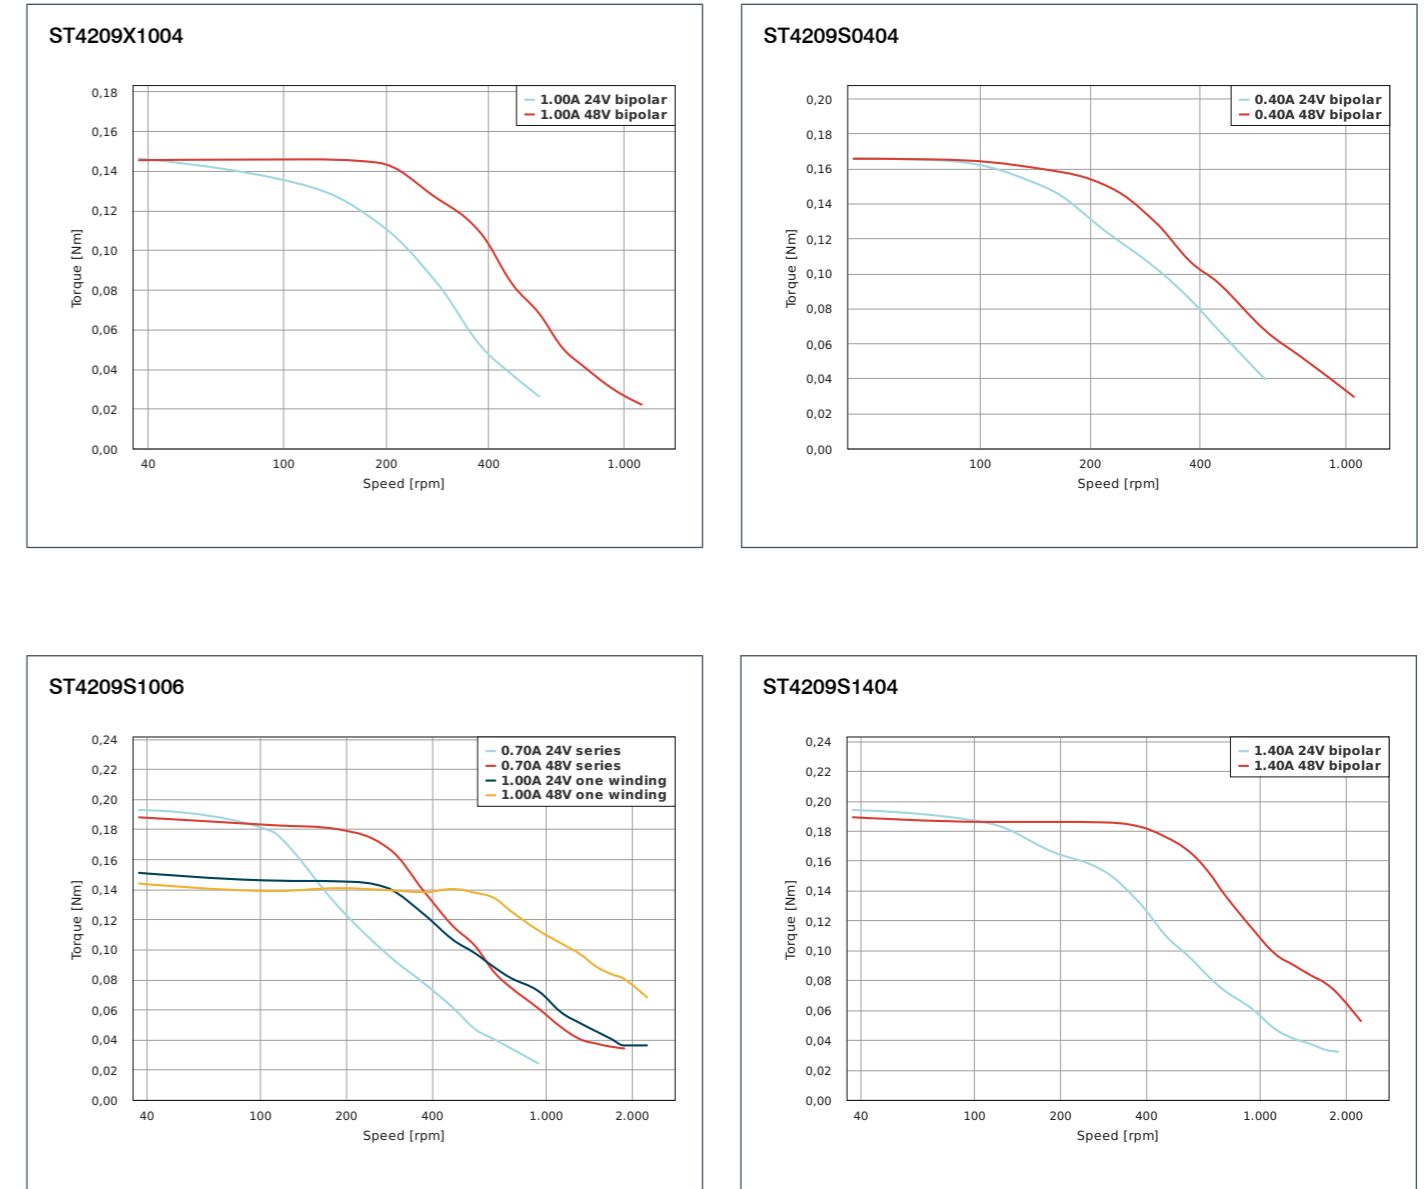 ST4209X1004
1.00A 24V bipolar
1.00A 48V bipolar
0,18
0,16
0,14
0,12
0,10
0,08
0,06
0,04
0,02
0,00
Torque [Nm]
40 100 200 400 1.000
Speed [rpm]
ST4209S0404
0.40A 24V bipolar
0.40A 48V bipolar
0,20
0,18
0,16
0,14
0,12
0,10
0,08
0,06
0,04
0,02
0,00
Torque [Nm]
100 200 400 1.000
Speed [rpm]
ST4209S1006
0.70A 24V series
0.70A 48V series
1.00A 24V one winding
1.00A 48V one winding
0,24
0,22
0,20
0,18
0,16
0,14
0,12
0,10
0,08
0,06
0,04
0,02
0,00
Torque [Nm]
40 100 200 400 1.000 2.000
Speed [rpm]
ST4209S1404
1.40A 24V bipolar
1.40A 48V bipolar
0,24
0,22
0,20
0,18
0,16
0,14
0,12
0,10
0,08
0,06
0,04
0,02
0,00
Torque [Nm]
40 100 200 400 1.000 2.000
Speed [rpm]